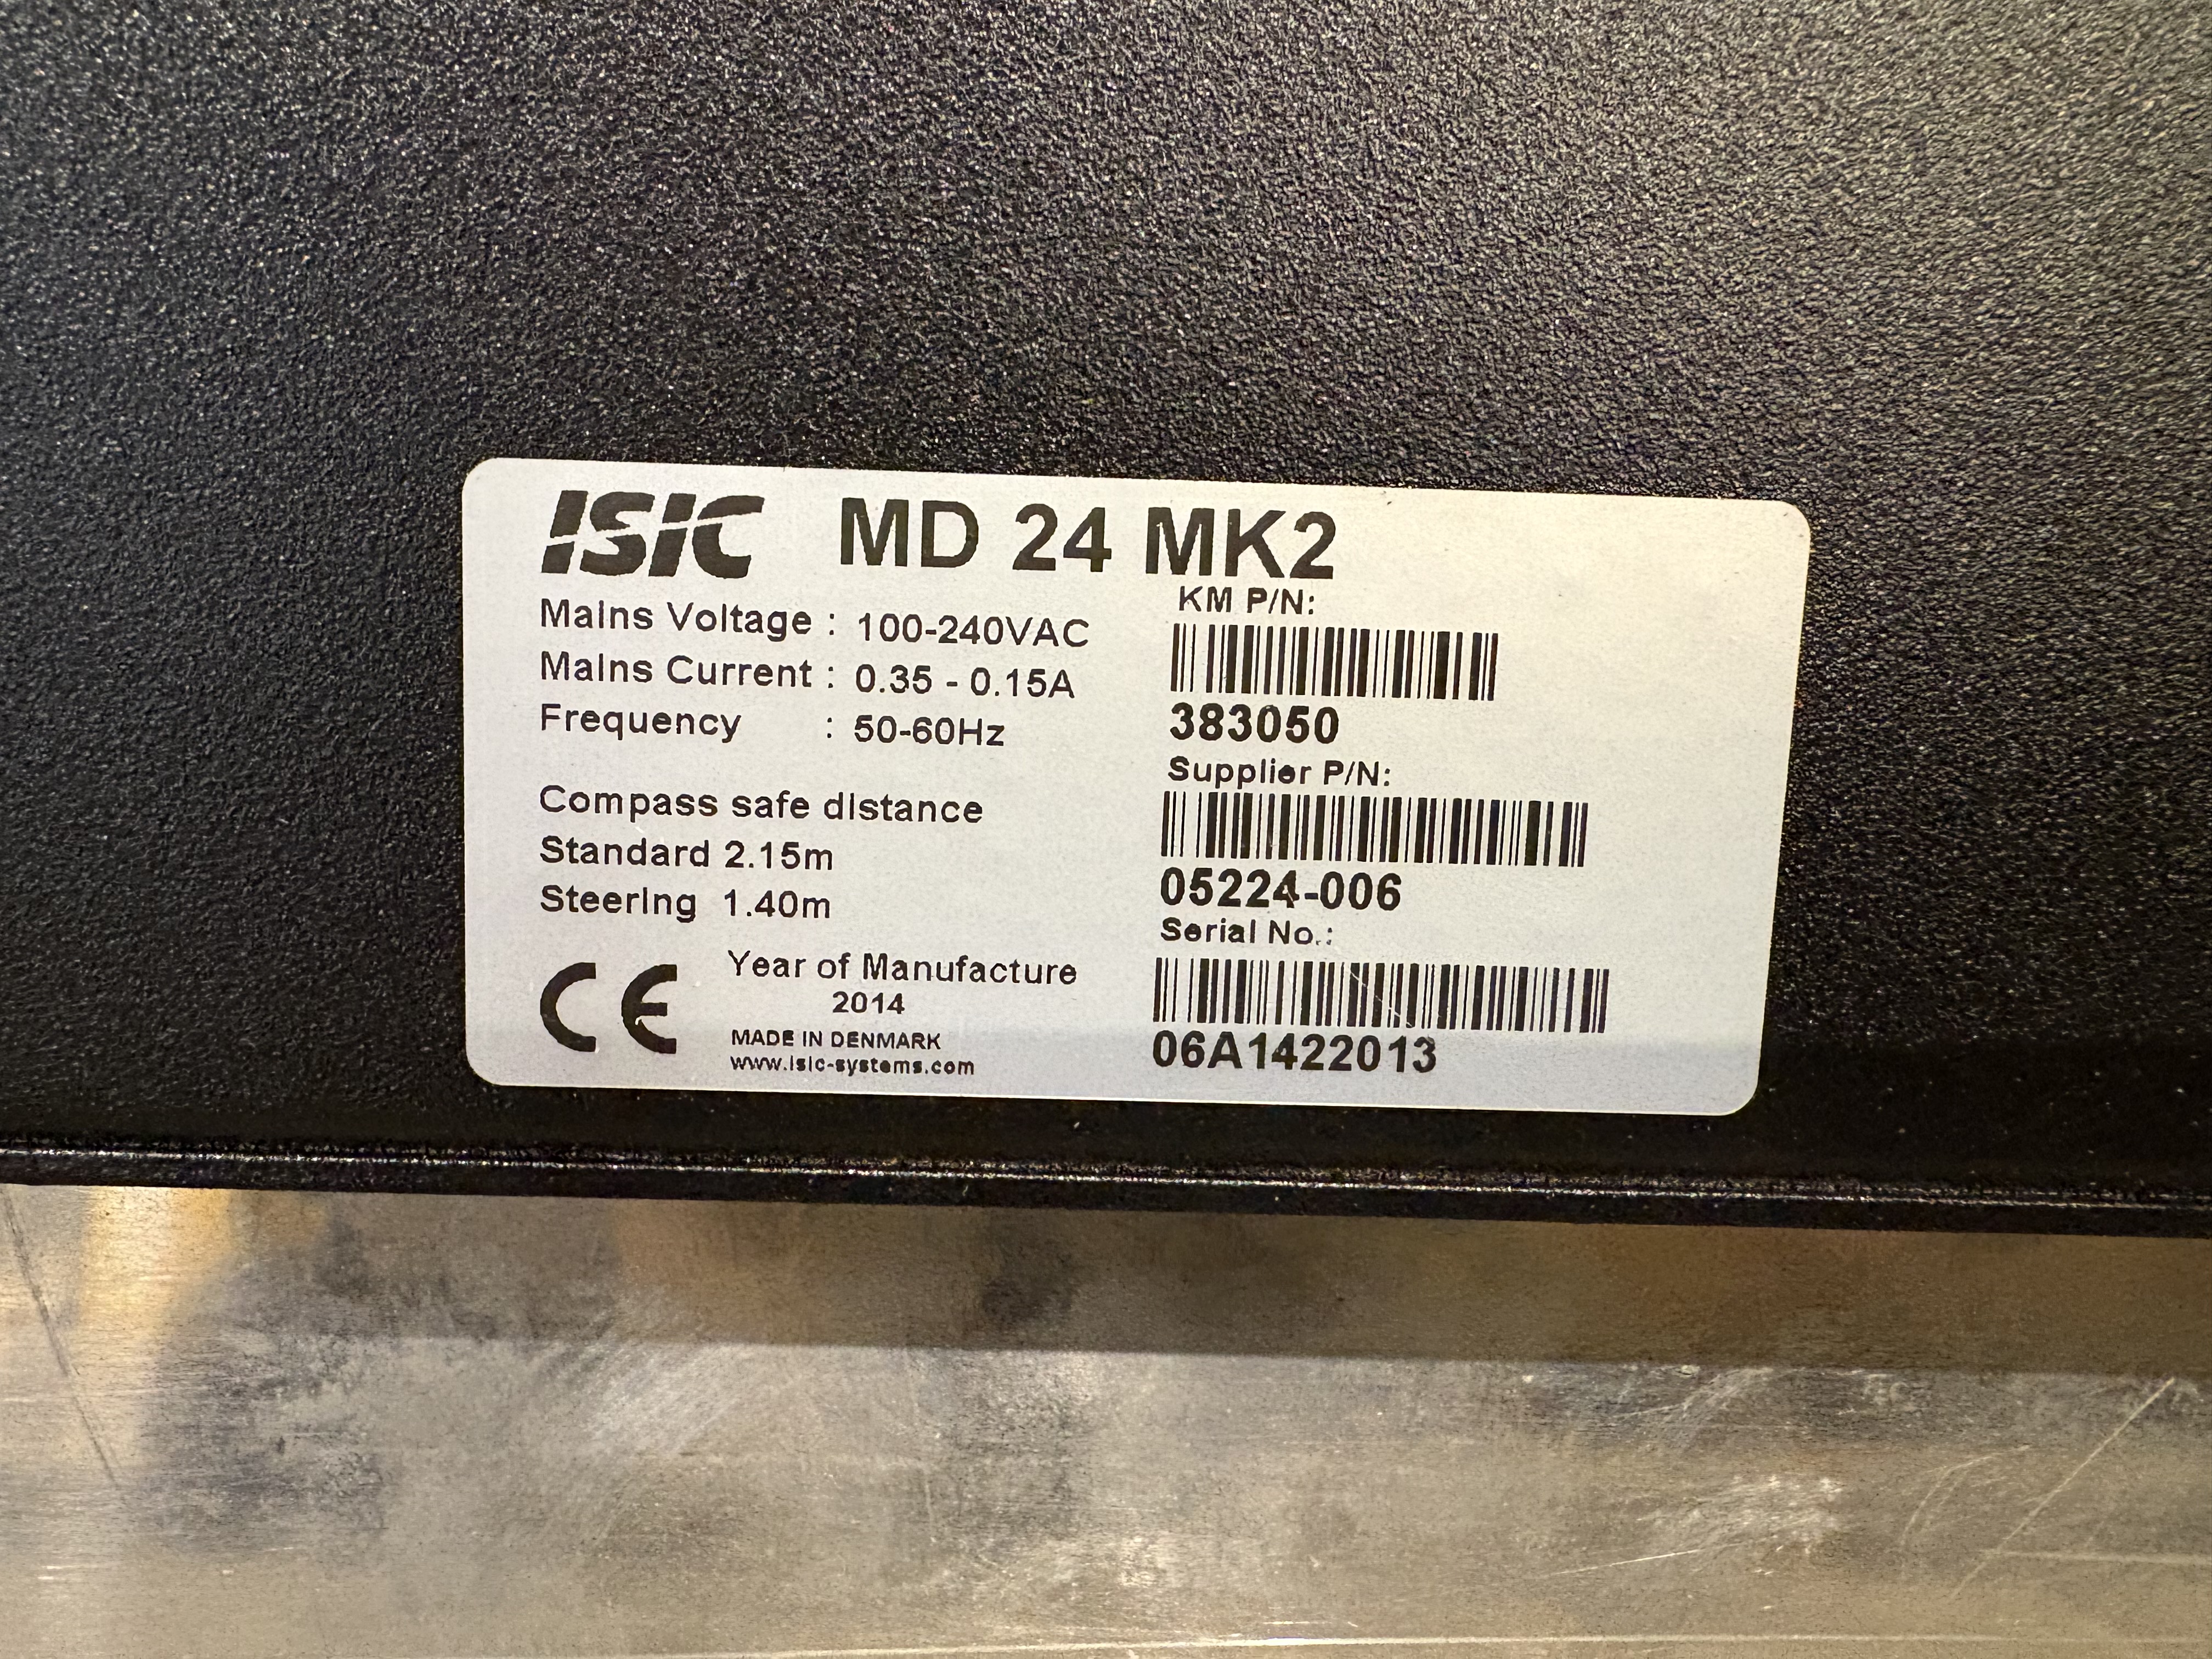 ISIC MD 24 MK2
Mains Voltage : 100-240VAC
Mains Current : 0.35 - 0.15A
Frequency : 50-60Hz
Compass safe distance
Standard 2.15m
Steering 1.40m
CE
Year of Manufacture
2014
MADE IN DENMARK
www.isic-systems.com
KM P/N:
383050
Supplier P/N:
05224-006
Serial No.:
06A1422013